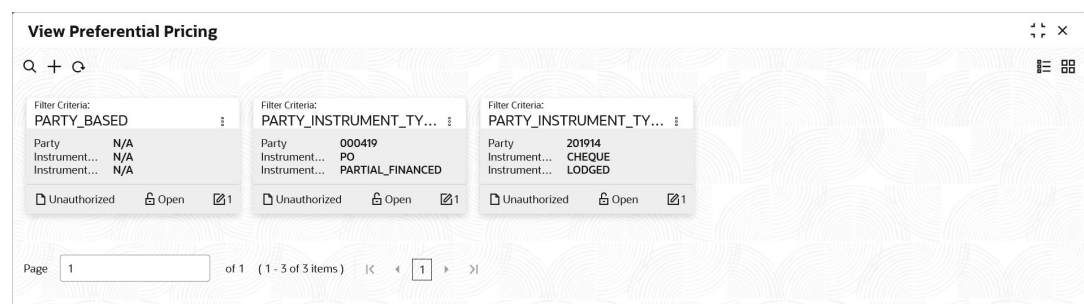 View Preferential Pricing
Filter Criteria:
PARTY_BASED
Party N/A
Instrument... N/A
Instrument... N/A
Unauthorized Open 1
Filter Criteria:
PARTY_INSTRUMENT_TY...
Party 000419
Instrument... PO
Instrument... PARTIAL_FINANCED
Unauthorized Open 1
Filter Criteria:
PARTY_INSTRUMENT_TY...
Party 201914
Instrument... CHEQUE
Instrument... LODGED
Unauthorized Open 1
Page 1 of 1 (1 - 3 of 3 items) 1